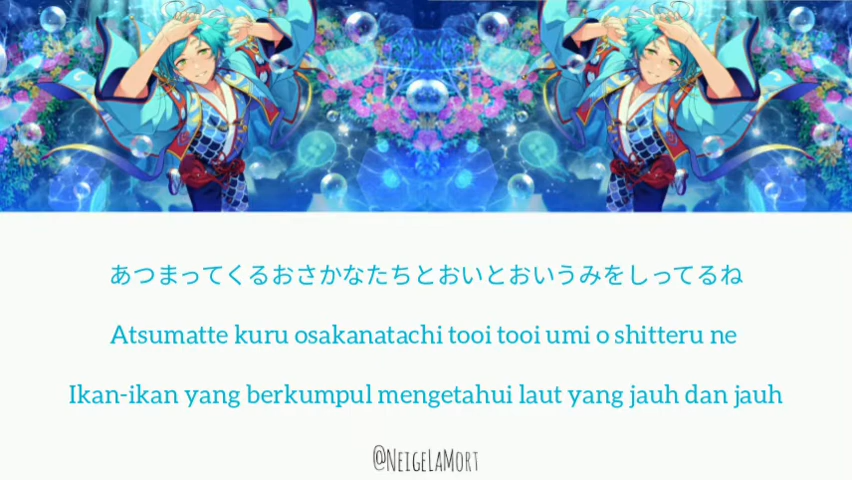 あつまってくるおさかなたちとおいとおいうみをしってるね
Atsumatte kuru osakanatachi tooi tooi umi o shitteru ne
Ikan-ikan yang berkumpul mengetahui laut yang jauh dan jauh
@NeigeLaMort